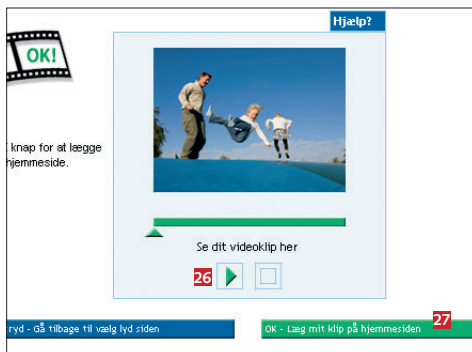 Hjælp?
OK!
knap for at lægge
hjemmeside.
Se dit videoklip her
26
27
ryd - Gå tilbage til vælg lyd siden
OK - Læg mit klip på hjemmesiden